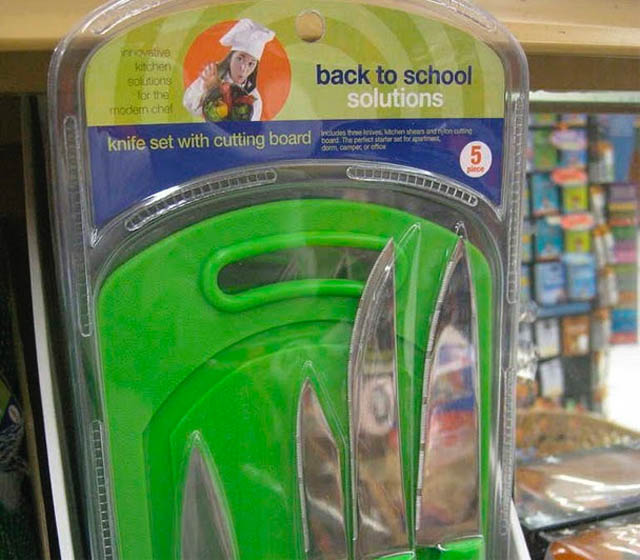 innovative
kitchen
solutions
for the
modern chef
back to school
solutions
knife set with cutting board
includes three knives, kitchen shears and nylon cutting
board. The perfect starter set for apartment,
dorm, camper, or office
5
piece